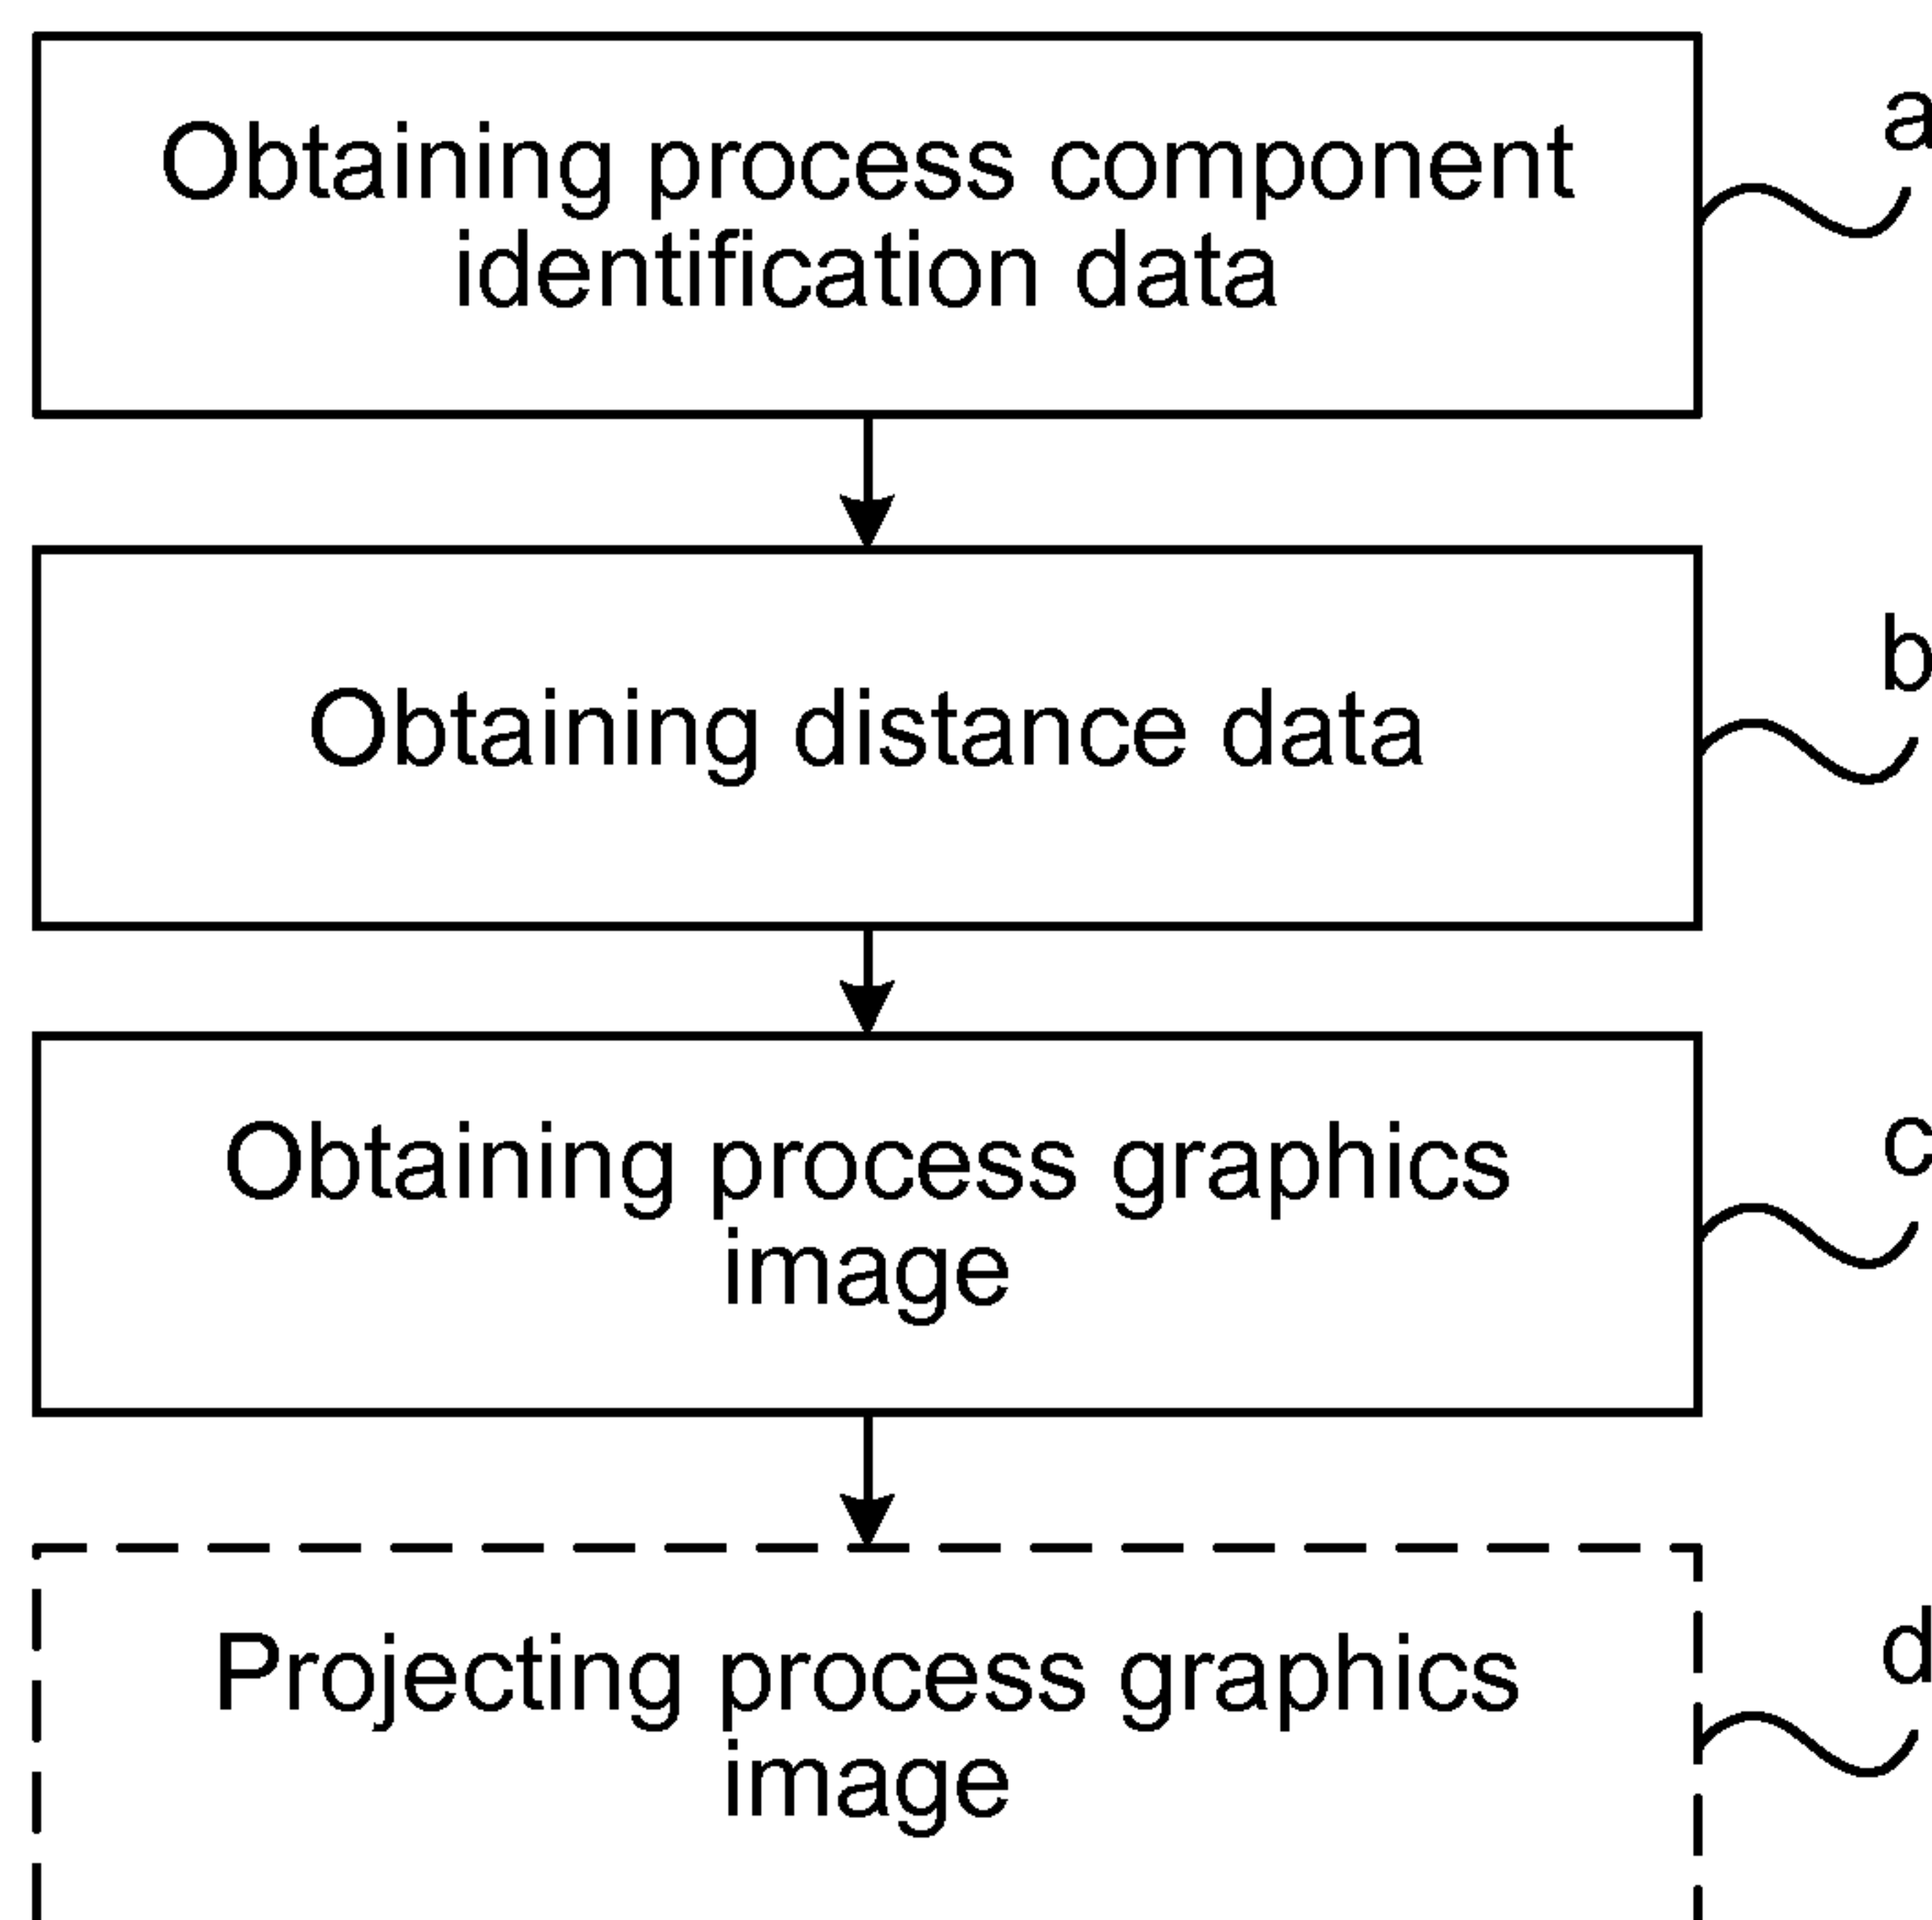 Obtaining process component
identification data
a
Obtaining distance data
b
Obtaining process graphics
image
c
Projecting process graphics
image
d